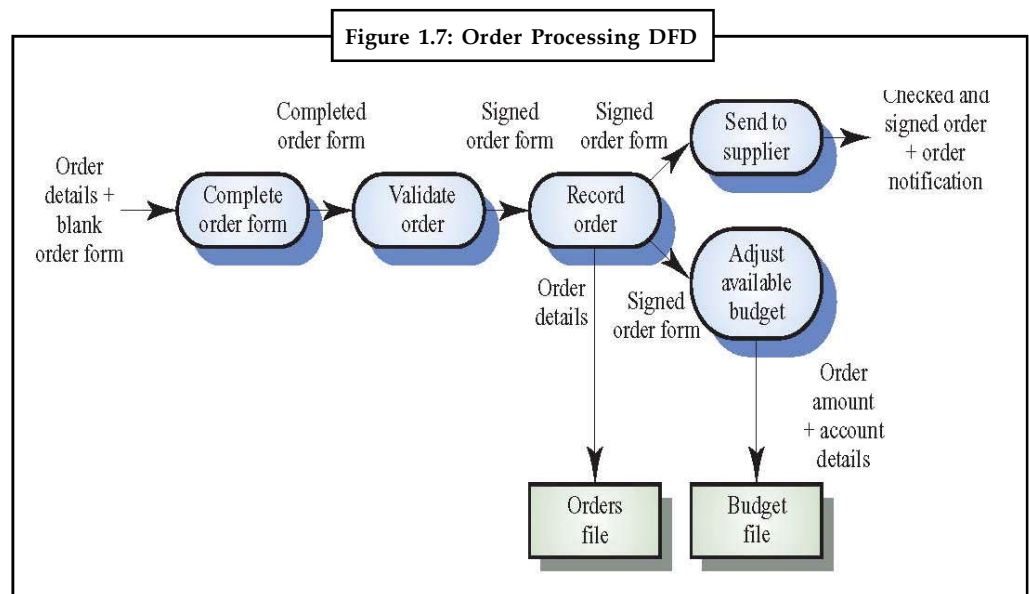 Figure 1.7: Order Processing DFD
Completed
order form
Signed
order form
Signed
order form
Send to
supplier
Checked and
signed order
+ order
notification
Order
details +
blank
order form
Complete
order form
Validate
order
Record
order
Adjust
available
budget
Order
details
Signed
order form
Order
amount
+ account
details
Orders
file
Budget
file